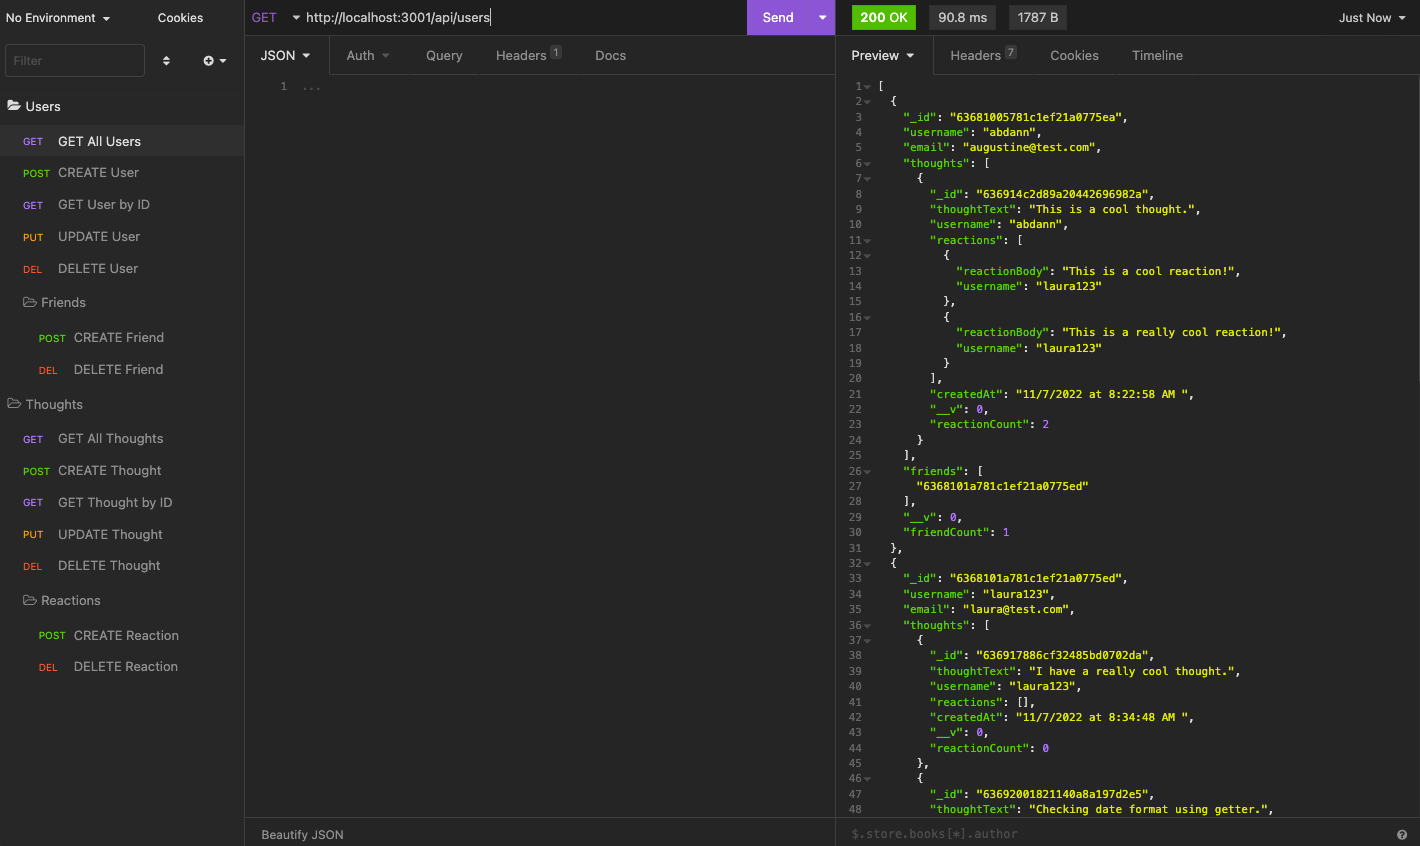 No Environment
Cookies
Filter
Users
GET GET All Users
POST CREATE User
GET GET User by ID
PUT UPDATE User
DEL DELETE User
Friends
POST CREATE Friend
DEL DELETE Friend
Thoughts
GET GET All Thoughts
POST CREATE Thought
GET GET Thought by ID
PUT UPDATE Thought
DEL DELETE Thought
Reactions
POST CREATE Reaction
DEL DELETE Reaction
GET http://localhost:3001/api/users
Send
JSON Auth Query Headers 1 Docs
1 ...
Beautify JSON
200 OK 90.8 ms 1787 B Just Now
Preview Headers 7 Cookies Timeline
1 [
2 {
3 "_id": "63681005781c1ef21a0775ea",
4 "username": "abdann",
5 "email": "augustine@test.com",
6 "thoughts": [
7 {
8 "_id": "636914c2d89a20442696982a",
9 "thoughtText": "This is a cool thought.",
10 "username": "abdann",
11 "reactions": [
12 {
13 "reactionBody": "This is a cool reaction!",
14 "username": "laura123"
15 },
16 {
17 "reactionBody": "This is a really cool reaction!",
18 "username": "laura123"
19 }
20 ],
21 "createdAt": "11/7/2022 at 8:22:58 AM ",
22 "__v": 0,
23 "reactionCount": 2
24 }
25 ],
26 "friends": [
27 "6368101a781c1ef21a0775ed"
28 ],
29 "__v": 0,
30 "friendCount": 1
31 },
32 {
33 "_id": "6368101a781c1ef21a0775ed",
34 "username": "laura123",
35 "email": "laura@test.com",
36 "thoughts": [
37 {
38 "_id": "636917886cf32485bd0702da",
39 "thoughtText": "I have a really cool thought.",
40 "username": "laura123",
41 "reactions": [],
42 "createdAt": "11/7/2022 at 8:34:48 AM ",
43 "__v": 0,
44 "reactionCount": 0
45 },
46 {
47 "_id": "63692001821140a8a197d2e5",
48 "thoughtText": "Checking date format using getter.",
$.store.books[*].author